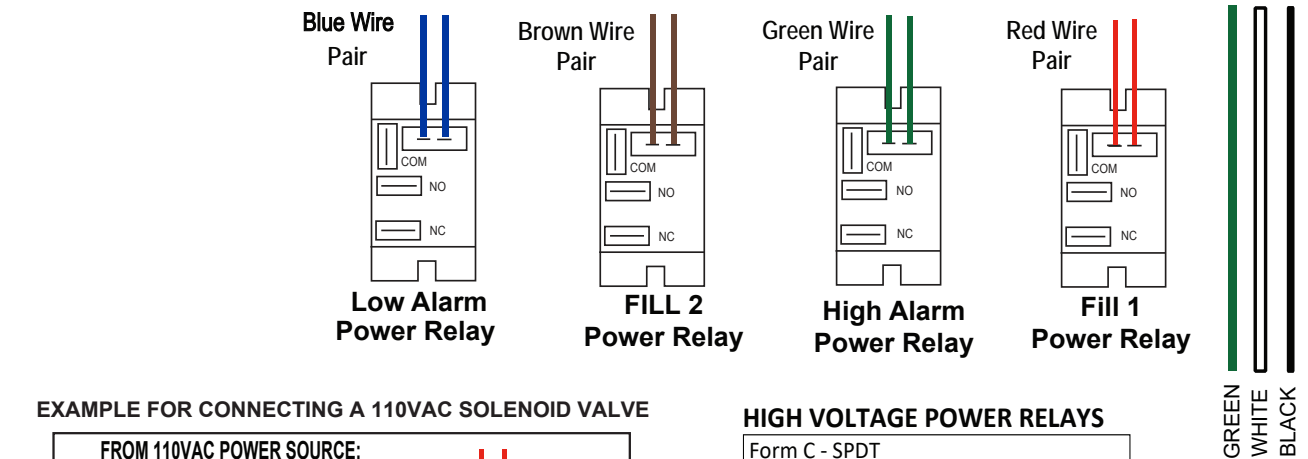 Blue Wire
Pair
Brown Wire
Pair
Green Wire
Pair
Red Wire
Pair
COM
NO
NC
COM
NO
NC
COM
NO
NC
COM
NO
NC
Low Alarm
Power Relay
FILL 2
Power Relay
High Alarm
Power Relay
Fill 1
Power Relay
GREEN
WHITE
BLACK
EXAMPLE FOR CONNECTING A 110VAC SOLENOID VALVE
FROM 110VAC POWER SOURCE:
HIGH VOLTAGE POWER RELAYS
Form C - SPDT